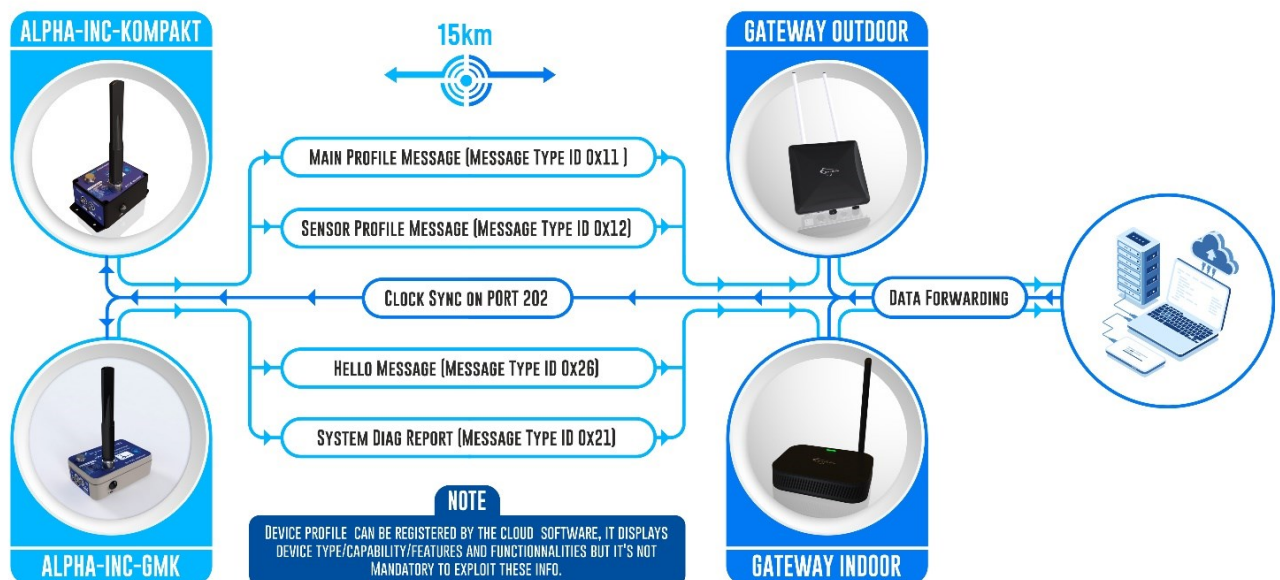 ALPHA-INC-KOMPAKT
15km
GATEWAY OUTDOOR
MAIN PROFILE MESSAGE (MESSAGE TYPE ID 0X11 )
SENSOR PROFILE MESSAGE (MESSAGE TYPE ID 0X12)
CLOCK SYNC ON PORT 202
DATA FORWARDING
HELLO MESSAGE (MESSAGE TYPE ID 0X26)
SYSTEM DIAG REPORT (MESSAGE TYPE ID 0X21)
NOTE
DEVICE PROFILE CAN BE REGISTERED BY THE CLOUD SOFTWARE, IT DISPLAYS
DEVICE TYPE/CAPABILITY/FEATURES AND FUNCTIONNALITIES BUT IT'S NOT
MANDATORY TO EXPLOIT THESE INFO.
ALPHA-INC-GMK
GATEWAY INDOOR